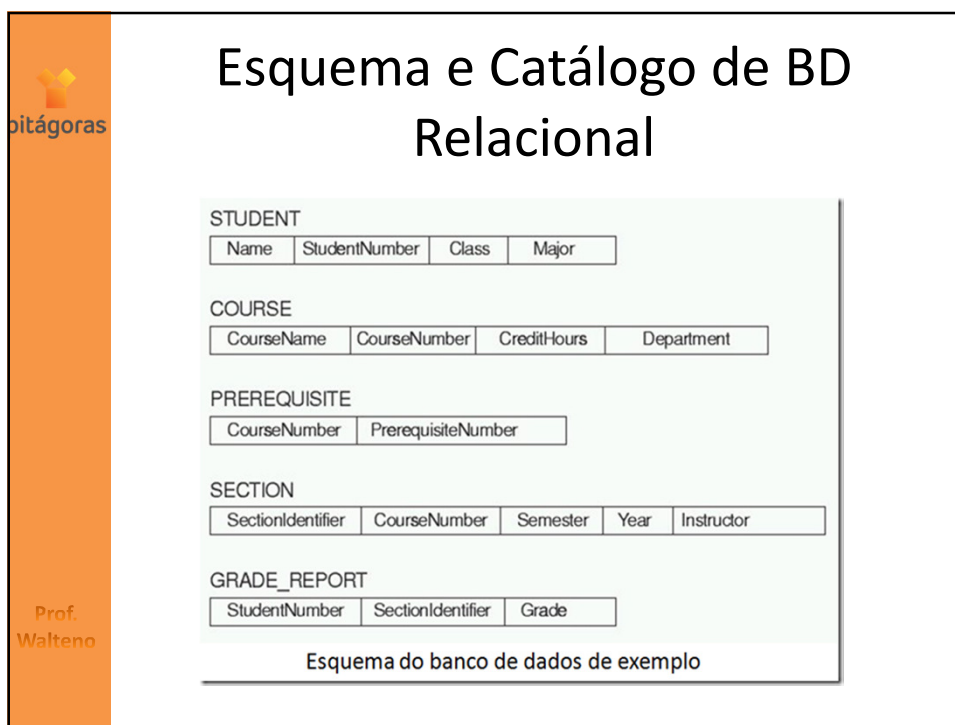 Esquema e Catálogo de BD
Relacional
bitágoras
STUDENT
Name StudentNumber Class Major
COURSE
CourseName CourseNumber CreditHours Department
PREREQUISITE
CourseNumber PrerequisiteNumber
SECTION
SectionIdentifier CourseNumber Semester Year Instructor
GRADE_REPORT
StudentNumber SectionIdentifier Grade
Esquema do banco de dados de exemplo
Prof.
Walteno